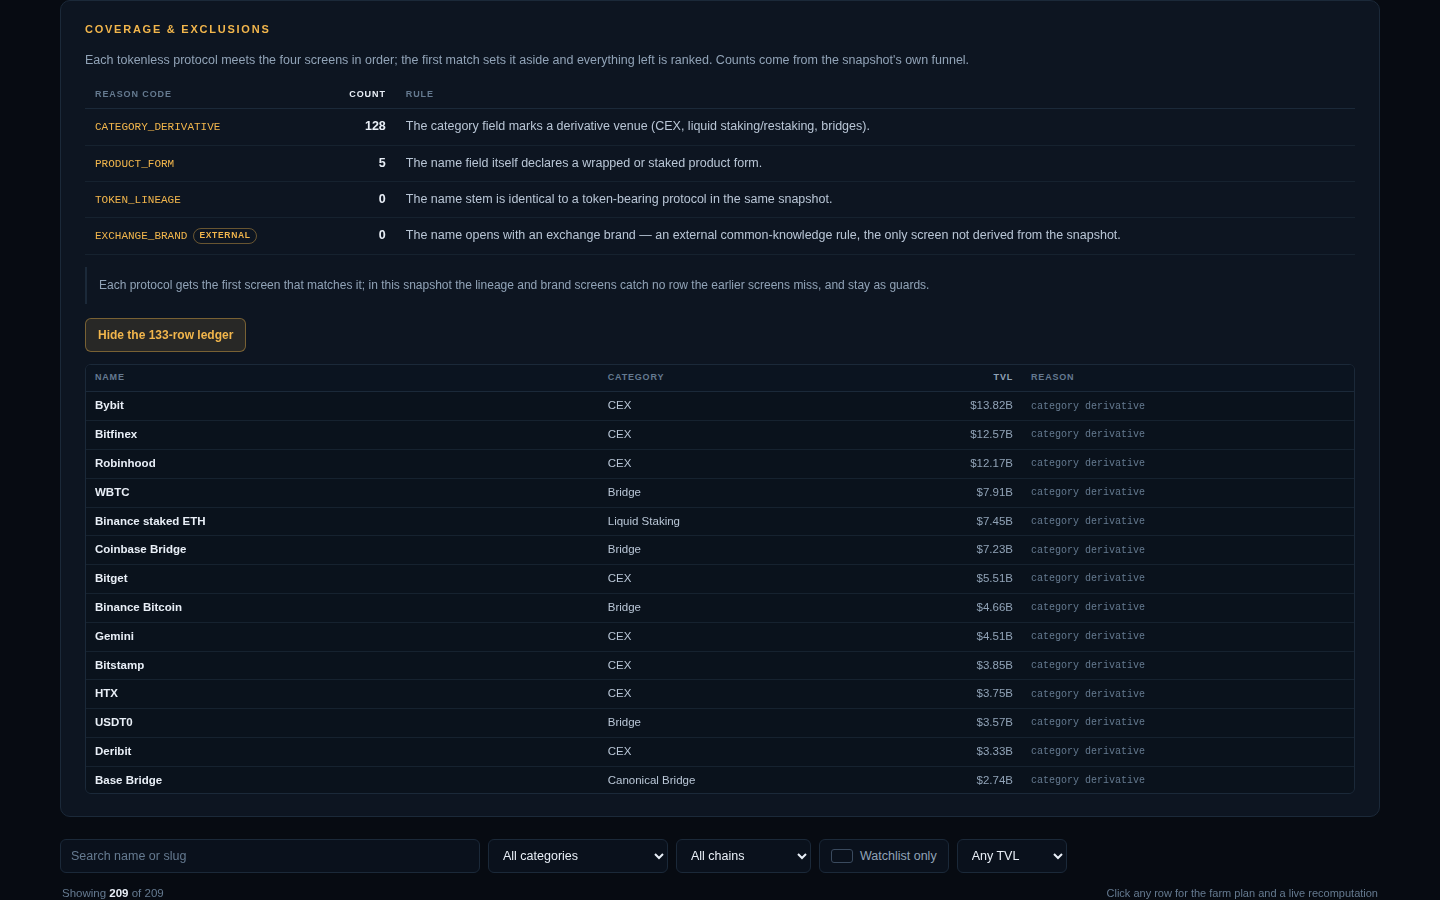 COVERAGE & EXCLUSIONS
Each tokenless protocol meets the four screens in order; the first match sets it aside and everything left is ranked. Counts come from the snapshot's own funnel.
REASON CODE COUNT RULE
CATEGORY_DERIVATIVE 128 The category field marks a derivative venue (CEX, liquid staking/restaking, bridges).
PRODUCT_FORM 5 The name field itself declares a wrapped or staked product form.
TOKEN_LINEAGE 0 The name stem is identical to a token-bearing protocol in the same snapshot.
EXCHANGE_BRAND EXTERNAL 0 The name opens with an exchange brand — an external common-knowledge rule, the only screen not derived from the snapshot.
Each protocol gets the first screen that matches it; in this snapshot the lineage and brand screens catch no row the earlier screens miss, and stay as guards.
Hide the 133-row ledger
NAME CATEGORY TVL REASON
Bybit CEX $13.82B category derivative
Bitfinex CEX $12.57B category derivative
Robinhood CEX $12.17B category derivative
WBTC Bridge $7.91B category derivative
Binance staked ETH Liquid Staking $7.45B category derivative
Coinbase Bridge Bridge $7.23B category derivative
Bitget CEX $5.51B category derivative
Binance Bitcoin Bridge $4.66B category derivative
Gemini CEX $4.51B category derivative
Bitstamp CEX $3.85B category derivative
HTX CEX $3.75B category derivative
USDT0 Bridge $3.57B category derivative
Deribit CEX $3.33B category derivative
Base Bridge Canonical Bridge $2.74B category derivative
Search name or slug All categories All chains Watchlist only Any TVL
Showing 209 of 209 Click any row for the farm plan and a live recomputation